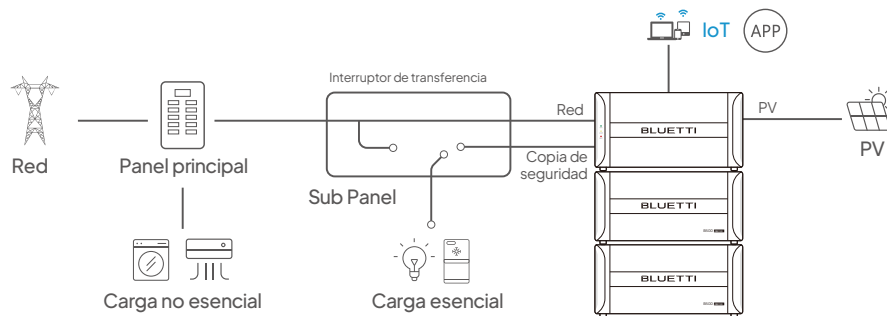 IoT
APP
Interruptor de transferencia
Red
PV
BLUETTI
Red
Panel principal
Copia de
seguridad
PV
Sub Panel
BLUETTI
Carga no esencial
Carga esencial
BLUETTI